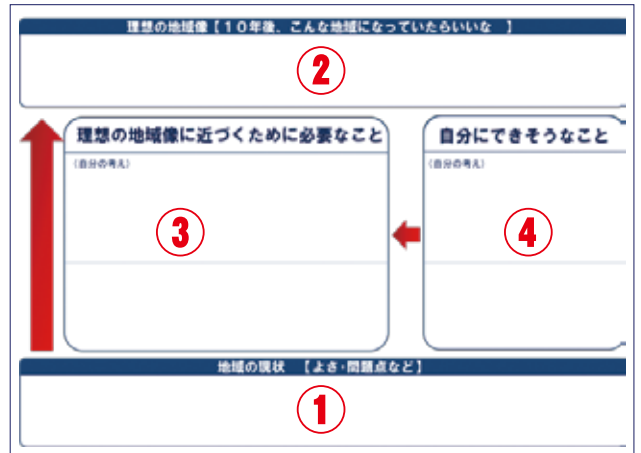 理想の地域像【１０年後、こんな地域になっていたらいいな　】
②
理想の地域像に近づくために必要なこと
（自分の考え）
③
自分にできそうなこと
（自分の考え）
④
地域の現状　【よさ・問題点など】
①